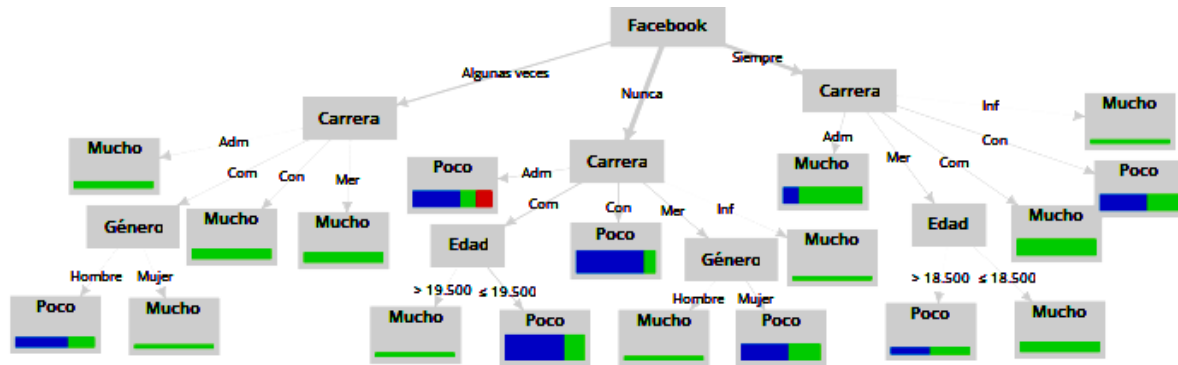 Facebook
Algunas veces
Nunca
Siempre
Carrera
Carrera
Carrera
Adm
Com
Con
Mer
Adm
Com
Con
Mer
Inf
Adm
Mer
Com
Con
Inf
Mucho
Género
Mucho
Mucho
Poco
Edad
Poco
Género
Mucho
Mucho
Edad
Mucho
Poco
Mucho
Hombre
Mujer
> 19.500
≤ 19.500
Hombre
Mujer
> 18.500
≤ 18.500
Poco
Mucho
Mucho
Poco
Mucho
Poco
Poco
Mucho